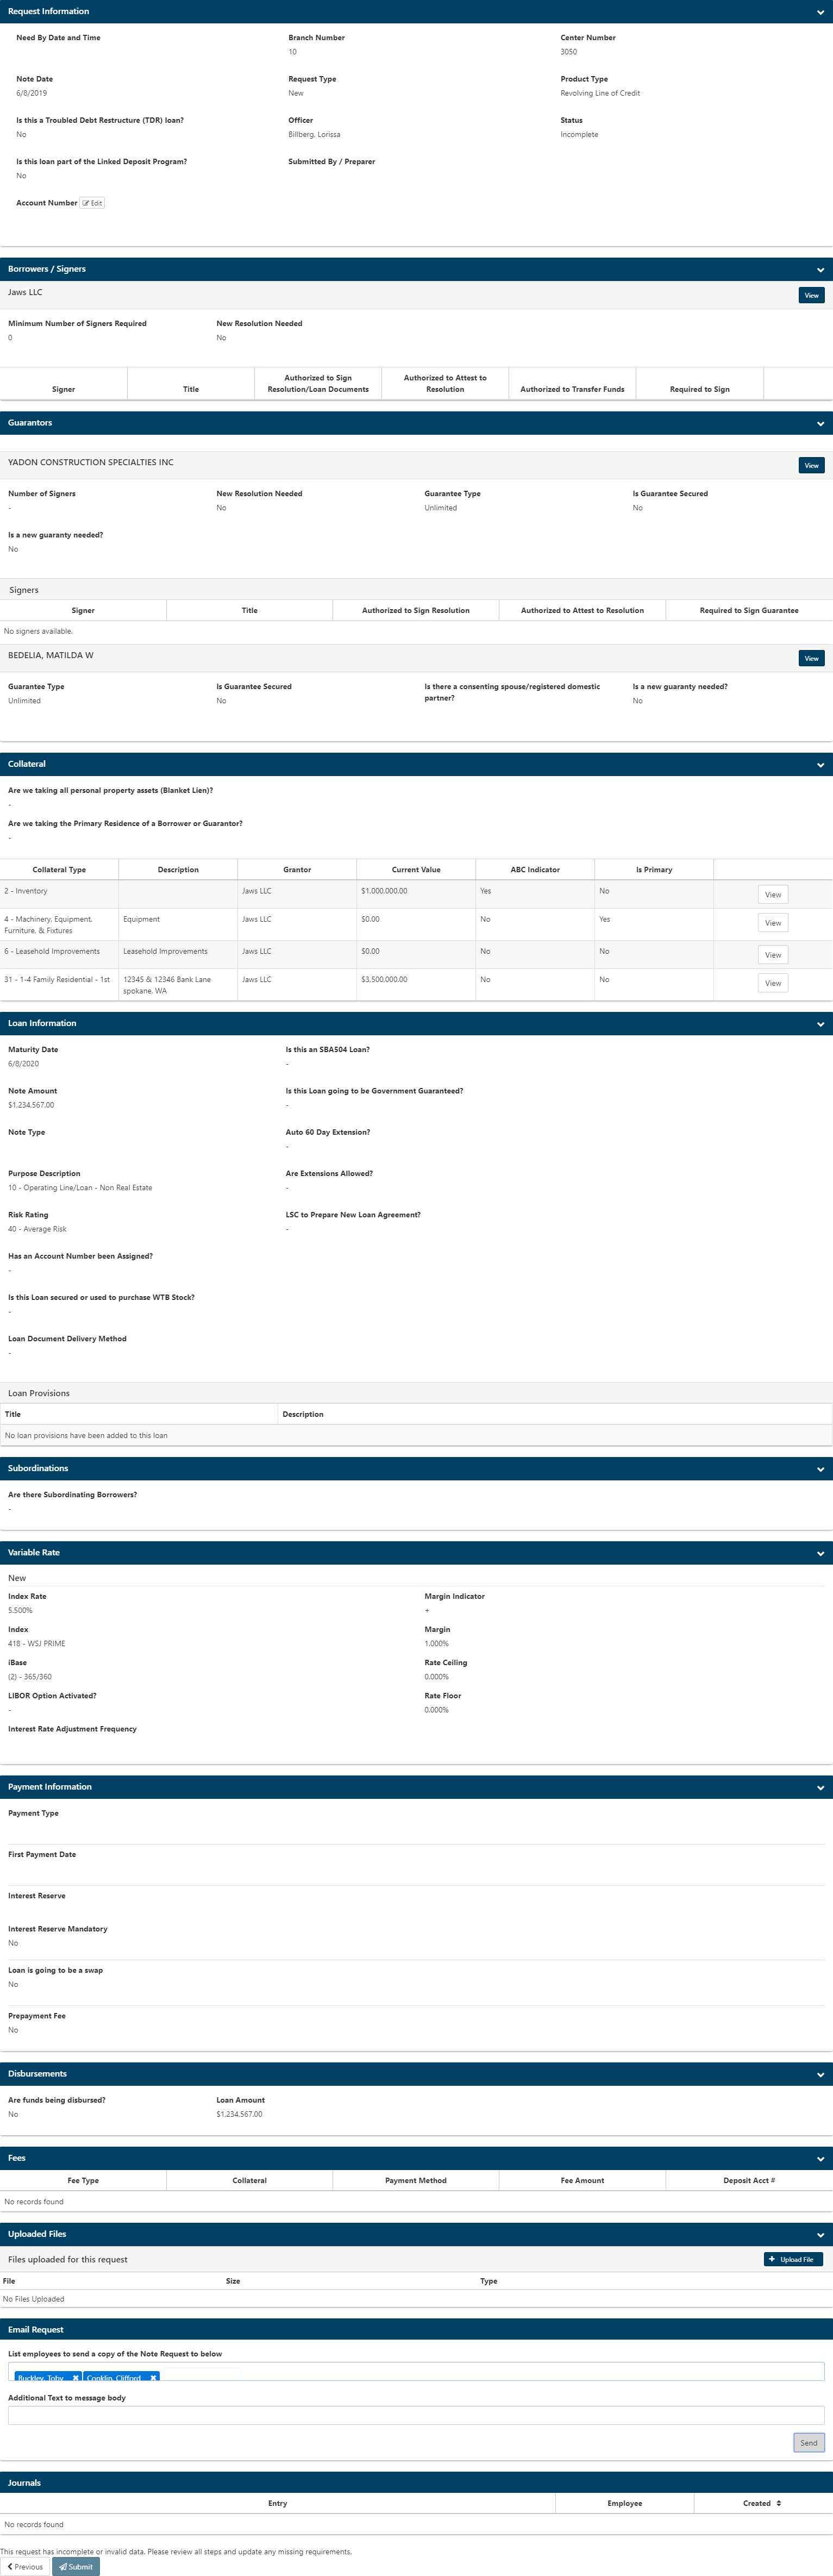 Request Information
Need By Date and Time Branch Number Center Number
10 3050
Note Date Request Type Product Type
6/8/2019 New Revolving Line of Credit
Is this a Troubled Debt Restructure (TDR) loan? Officer Status
No Billberg, Lorissa Incomplete
Is this loan part of the Linked Deposit Program? Submitted By / Preparer
No
Account Number Edit
Borrowers / Signers
Jaws LLC View
Minimum Number of Signers Required New Resolution Needed
0 No
Signer Title Authorized to Sign Resolution/Loan Documents Authorized to Attest to Resolution Authorized to Transfer Funds Required to Sign
Guarantors
YADON CONSTRUCTION SPECIALTIES INC View
Number of Signers New Resolution Needed Guarantee Type Is Guarantee Secured
- No Unlimited No
Is a new guaranty needed?
No
Signers
Signer Title Authorized to Sign Resolution Authorized to Attest to Resolution Required to Sign Guarantee
No signers available.
BEDELIA, MATILDA W View
Guarantee Type Is Guarantee Secured Is there a consenting spouse/registered domestic partner? Is a new guaranty needed?
Unlimited No No
Collateral
Are we taking all personal property assets (Blanket Lien)?
-
Are we taking the Primary Residence of a Borrower or Guarantor?
-
Collateral Type Description Grantor Current Value ABC Indicator Is Primary
2 - Inventory Jaws LLC $1,000,000.00 Yes No View
4 - Machinery, Equipment, Furniture, & Fixtures Equipment Jaws LLC $0.00 No Yes View
6 - Leasehold Improvements Leasehold Improvements Jaws LLC $0.00 No No View
31 - 1-4 Family Residential - 1st 12345 & 12346 Bank Lane spokane, WA Jaws LLC $3,500,000.00 No No View
Loan Information
Maturity Date Is this an SBA504 Loan?
6/8/2020 -
Note Amount Is this Loan going to be Government Guaranteed?
$1,234,567.00 -
Note Type Auto 60 Day Extension?
-
Purpose Description Are Extensions Allowed?
10 - Operating Line/Loan - Non Real Estate -
Risk Rating LSC to Prepare New Loan Agreement?
40 - Average Risk -
Has an Account Number been Assigned?
-
Is this Loan secured or used to purchase WTB Stock?
-
Loan Document Delivery Method
-
Loan Provisions
Title Description
No loan provisions have been added to this loan
Subordinations
Are there Subordinating Borrowers?
-
Variable Rate
New
Index Rate Margin Indicator
5.500% +
Index Margin
418 - WSJ PRIME 1.000%
iBase Rate Ceiling
(2) - 365/360 0.000%
LIBOR Option Activated? Rate Floor
- 0.000%
Interest Rate Adjustment Frequency
Payment Information
Payment Type
First Payment Date
Interest Reserve
Interest Reserve Mandatory
No
Loan is going to be a swap
No
Prepayment Fee
No
Disbursements
Are funds being disbursed? Loan Amount
No $1,234,567.00
Fees
Fee Type Collateral Payment Method Fee Amount Deposit Acct #
No records found
Uploaded Files
Files uploaded for this request Upload File
File Size Type
No Files Uploaded
Email Request
List employees to send a copy of the Note Request to below
Buckley, Toby Conklin, Clifford
Additional Text to message body
Send
Journals
Entry Employee Created
No records found
This request has incomplete or invalid data. Please review all steps and update any missing requirements.
Previous Submit